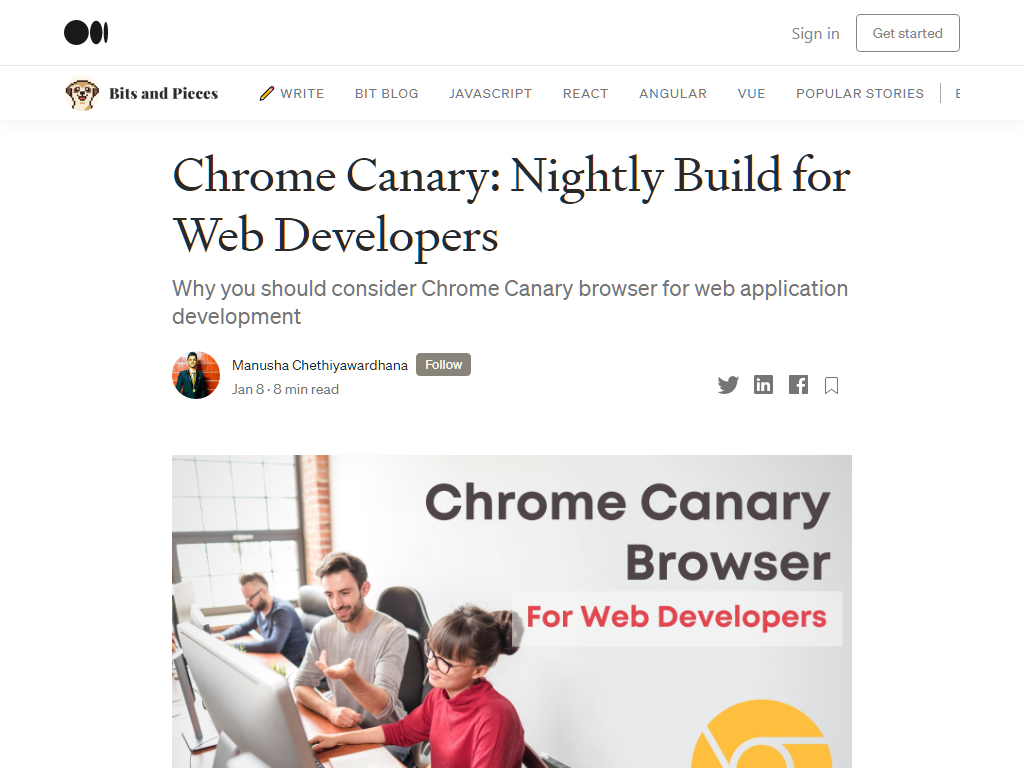 Sign in
Get started
Bits and Pieces
WRITE
BIT BLOG
JAVASCRIPT
REACT
ANGULAR
VUE
POPULAR STORIES
Chrome Canary: Nightly Build for
Web Developers
Why you should consider Chrome Canary browser for web application
development
Manusha Chethiyawardhana
Follow
Jan 8 · 8 min read
Chrome Canary
Browser
For Web Developers